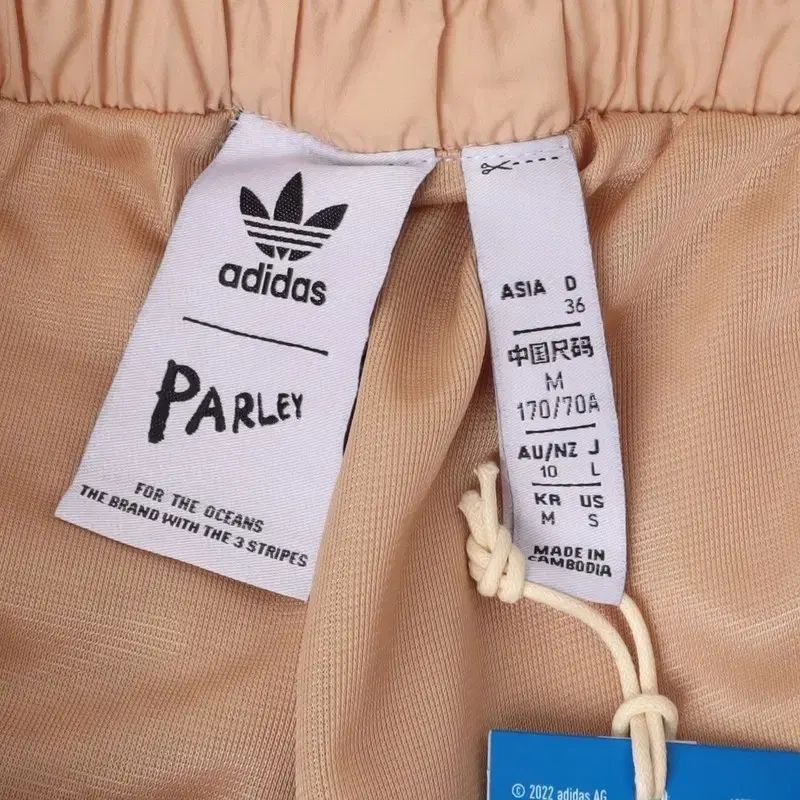 adidas
PARLEY
FOR THE OCEANS
THE BRAND WITH THE 3 STRIPES
ASIA D
36
中国尺码
M
170/70A
AU/NZ J
10 L
KR US
M S
MADE IN
CAMBODIA
© 2022 adidas AG